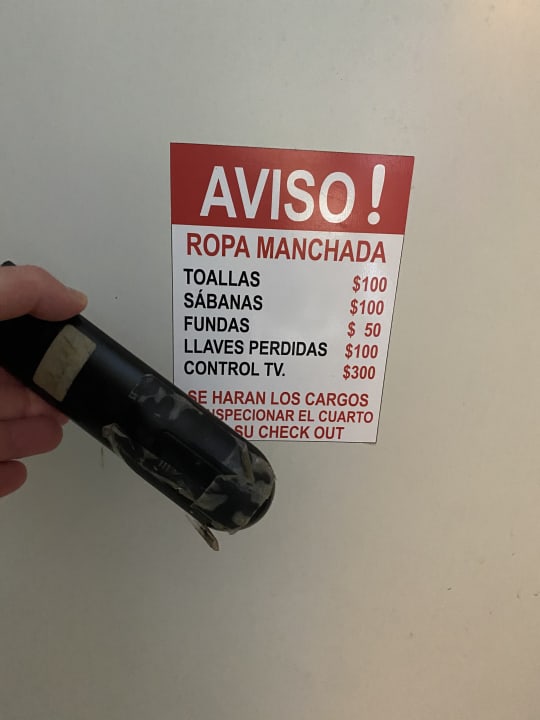 AVISO!
ROPA MANCHADA
TOALLAS $100
SÁBANAS $100
FUNDAS $ 50
LLAVES PERDIDAS $100
CONTROL TV. $300
SE HARAN LOS CARGOS
INSPECIONAR EL CUARTO
SU CHECK OUT